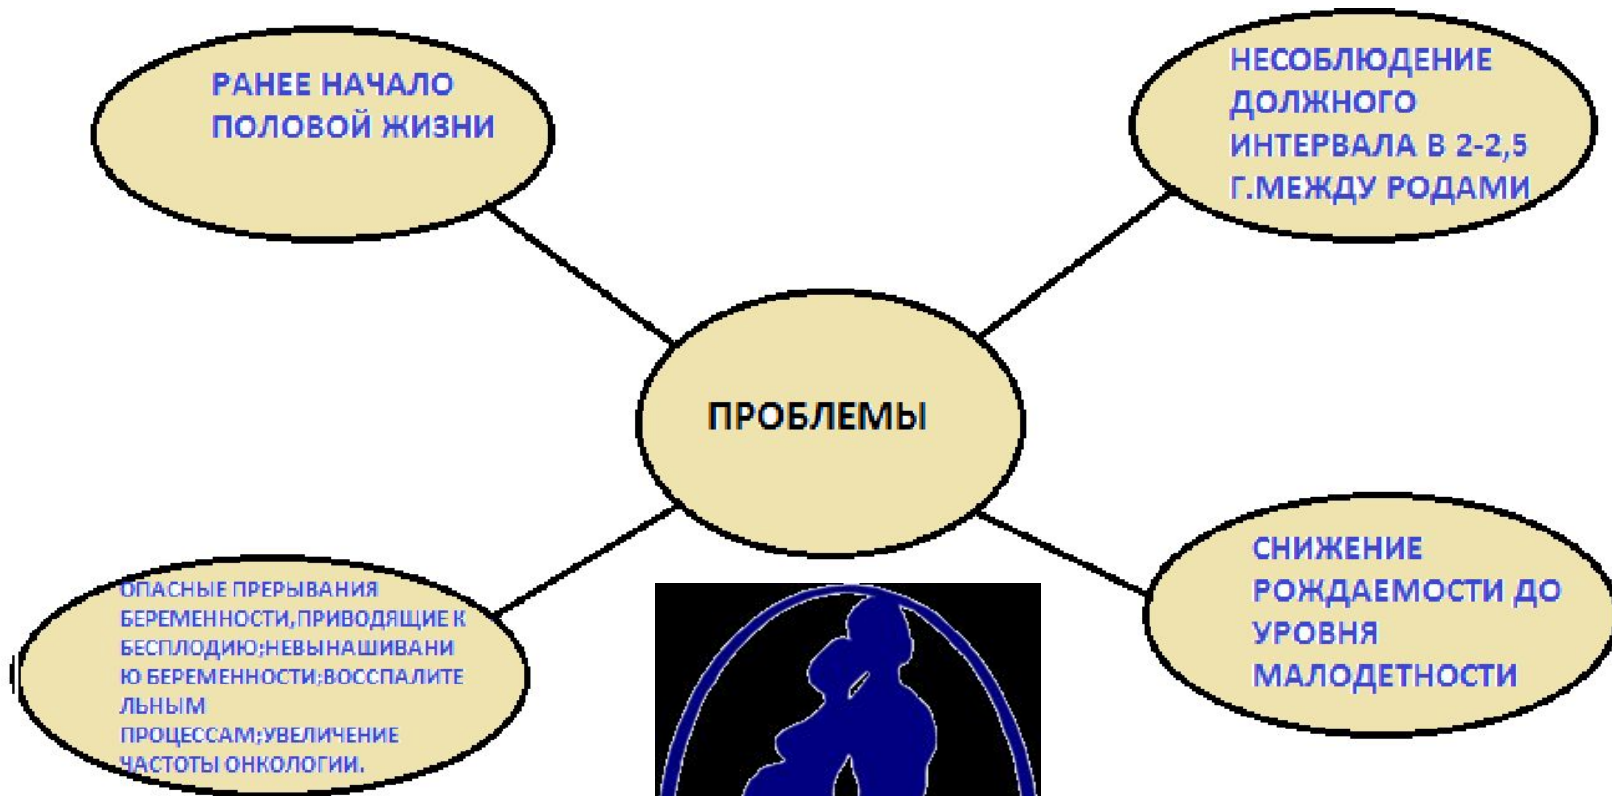 РАНЕЕ НАЧАЛО
ПОЛОВОЙ ЖИЗНИ
НЕСОБЛЮДЕНИЕ
ДОЛЖНОГО
ИНТЕРВАЛА В 2-2,5
Г.МЕЖДУ РОДАМИ
ПРОБЛЕМЫ
ОПАСНЫЕ ПРЕРЫВАНИЯ
БЕРЕМЕННОСТИ,ПРИВОДЯЩИЕ К
БЕСПЛОДИЮ;НЕВЫНАШИВАНИ
Ю БЕРЕМЕННОСТИ;ВОССПАЛИТЕ
ЛЬНЫМ
ПРОЦЕССАМ;УВЕЛИЧЕНИЕ
ЧАСТОТЫ ОНКОЛОГИИ.
СНИЖЕНИЕ
РОЖДАЕМОСТИ ДО
УРОВНЯ
МАЛОДЕТНОСТИ